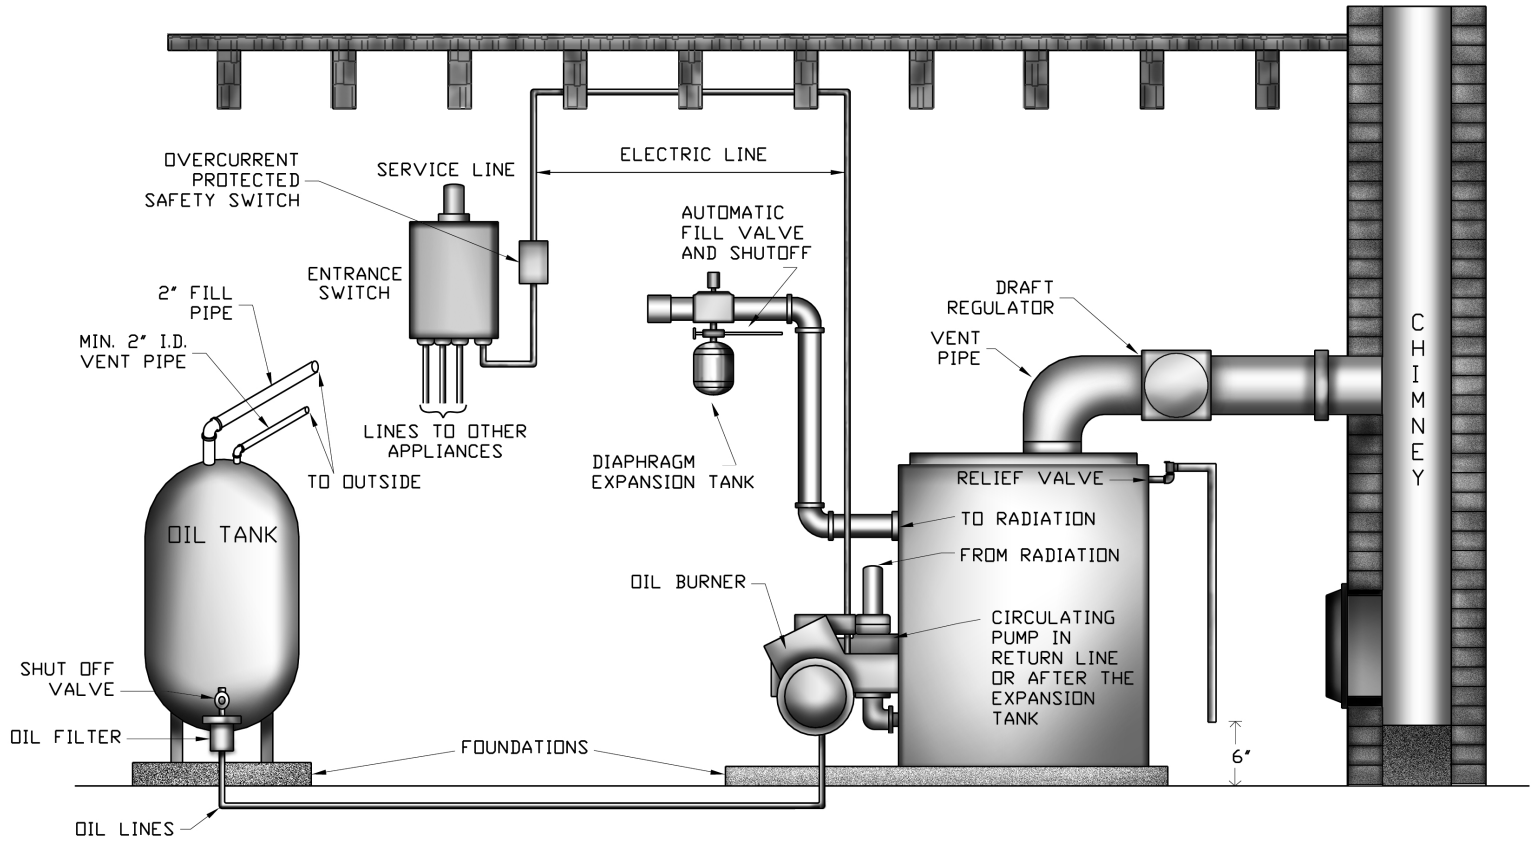 OVERCURRENT
PROTECTED
SAFETY SWITCH
SERVICE LINE
ELECTRIC LINE
AUTOMATIC
FILL VALVE
AND SHUTOFF
ENTRANCE
SWITCH
2" FILL
PIPE
MIN. 2" I.D.
VENT PIPE
DRAFT
REGULATOR
VENT
PIPE
CHIMNEY
LINES TO OTHER
APPLIANCES
TO OUTSIDE
DIAPHRAGM
EXPANSION TANK
RELIEF VALVE
OIL TANK
TO RADIATION
FROM RADIATION
OIL BURNER
CIRCULATING
PUMP IN
RETURN LINE
OR AFTER THE
EXPANSION
TANK
SHUT OFF
VALVE
OIL FILTER
FOUNDATIONS
6"
OIL LINES